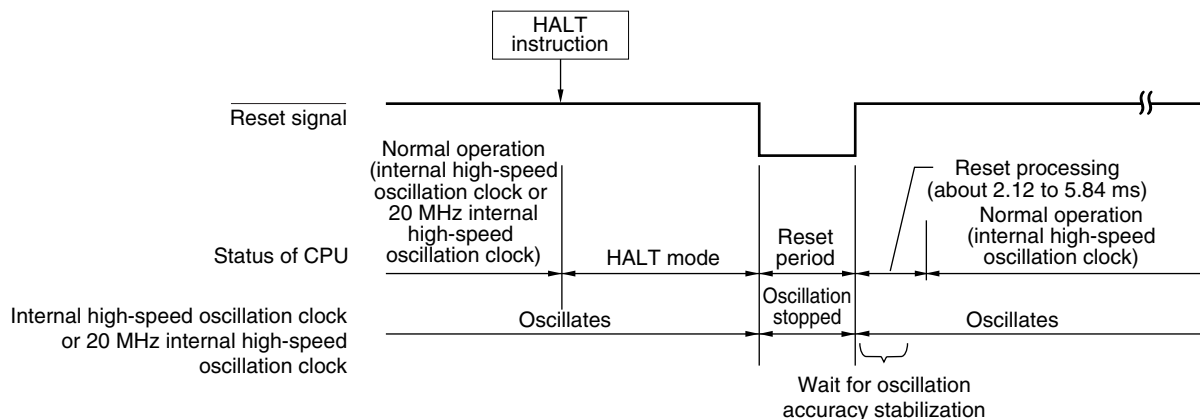 HALT
instruction
Reset signal
Normal operation
(internal high-speed
oscillation clock or
20 MHz internal
high-speed
oscillation clock)
Reset processing
(about 2.12 to 5.84 ms)
Normal operation
(internal high-speed
oscillation clock)
Status of CPU
HALT mode
Reset
period
Internal high-speed oscillation clock
or 20 MHz internal high-speed
oscillation clock
Oscillates
Oscillation
stopped
Oscillates
Wait for oscillation
accuracy stabilization